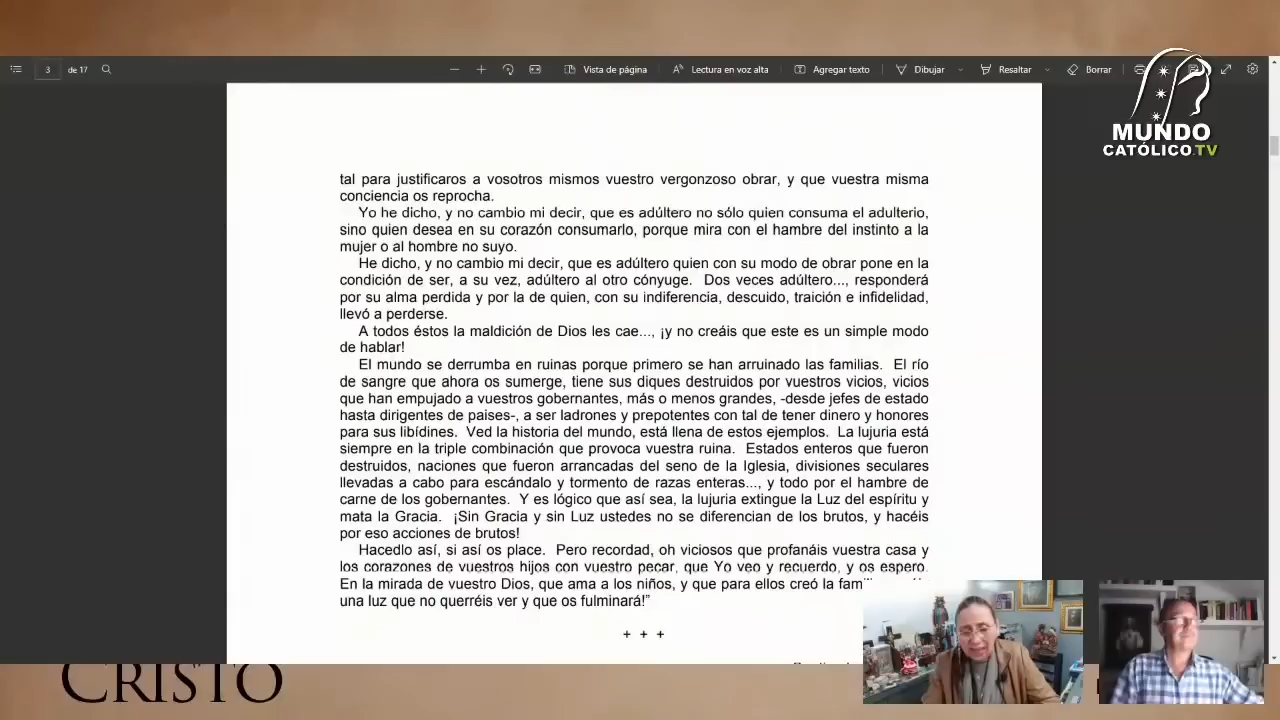 3 de 17
Vista de página
Lectura en voz alta
Agregar texto
Dibujar
Resaltar
Borrar
MUNDO
CATÓLICO.TV
tal para justificaros a vosotros mismos vuestro vergonzoso obrar, y que vuestra misma
conciencia os reprocha.
Yo he dicho, y no cambio mi decir, que es adúltero no sólo quien consuma el adulterio,
sino quien desea en su corazón consumarlo, porque mira con el hambre del instinto a la
mujer o al hombre no suyo.
He dicho, y no cambio mi decir, que es adúltero quien con su modo de obrar pone en la
condición de ser, a su vez, adúltero al otro cónyuge. Dos veces adúltero..., responderá
por su alma perdida y por la de quien, con su indiferencia, descuido, traición e infidelidad,
llevó a perderse.
A todos éstos la maldición de Dios les cae..., ¡y no creáis que este es un simple modo
de hablar!
El mundo se derrumba en ruinas porque primero se han arruinado las familias. El río
de sangre que ahora os sumerge, tiene sus diques destruidos por vuestros vicios, vicios
que han empujado a vuestros gobernantes, más o menos grandes, -desde jefes de estado
hasta dirigentes de paises-, a ser ladrones y prepotentes con tal de tener dinero y honores
para sus libídines. Ved la historia del mundo, está llena de estos ejemplos. La lujuria está
siempre en la triple combinación que provoca vuestra ruina. Estados enteros que fueron
destruidos, naciones que fueron arrancadas del seno de la Iglesia, divisiones seculares
llevadas a cabo para escándalo y tormento de razas enteras..., y todo por el hambre de
carne de los gobernantes. Y es lógico que así sea, la lujuria extingue la Luz del espíritu y
mata la Gracia. ¡Sin Gracia y sin Luz ustedes no se diferencian de los brutos, y hacéis
por eso acciones de brutos!
Hacedlo así, si así os place. Pero recordad, oh viciosos que profanáis vuestra casa y
los corazones de vuestros hijos con vuestro pecar, que Yo veo y recuerdo, y os espero.
En la mirada de vuestro Dios, que ama a los niños, y que para ellos creó la
una luz que no querréis ver y que os fulminará!”
+ + +
CRISTO